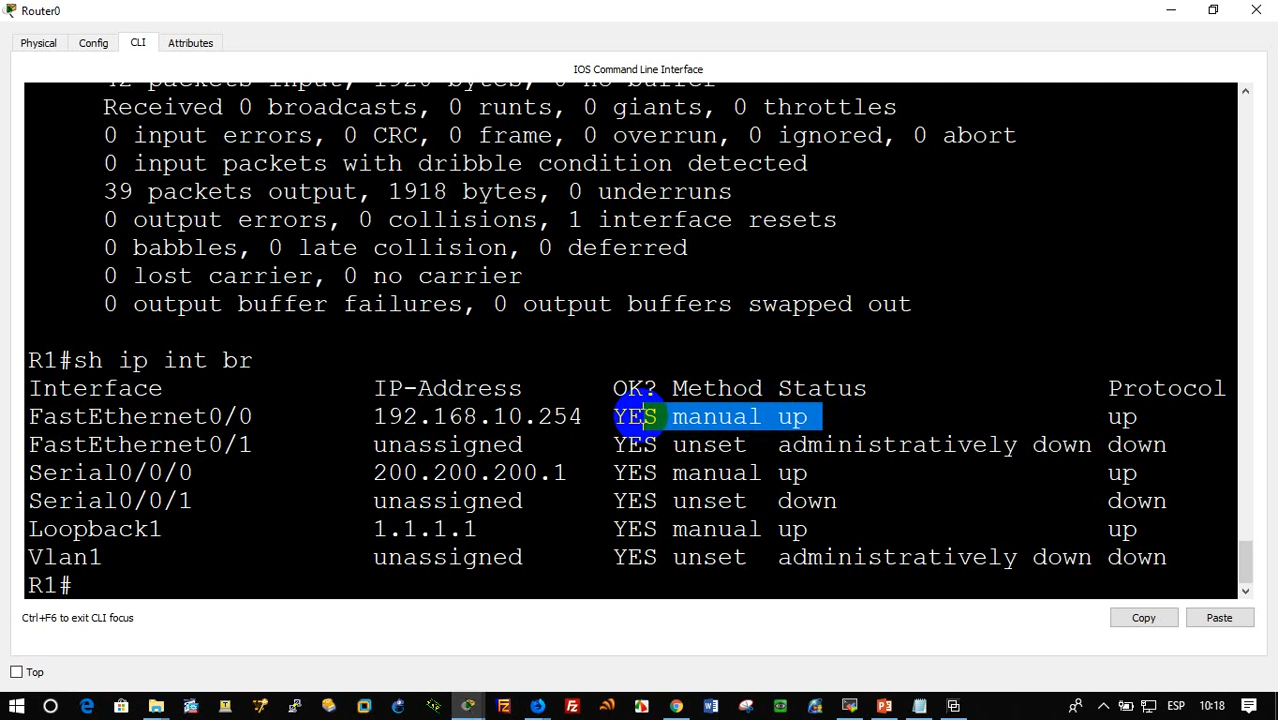 Router0
Physical Config CLI Attributes
IOS Command Line Interface
42 packets input, 1920 bytes, 0 no buffer
Received 0 broadcasts, 0 runts, 0 giants, 0 throttles
0 input errors, 0 CRC, 0 frame, 0 overrun, 0 ignored, 0 abort
0 input packets with dribble condition detected
39 packets output, 1918 bytes, 0 underruns
0 output errors, 0 collisions, 1 interface resets
0 babbles, 0 late collision, 0 deferred
0 lost carrier, 0 no carrier
0 output buffer failures, 0 output buffers swapped out
R1#sh ip int br
Interface IP-Address OK? Method Status Protocol
FastEthernet0/0 192.168.10.254 YES manual up up
FastEthernet0/1 unassigned YES unset administratively down down
Serial0/0/0 200.200.200.1 YES manual up up
Serial0/0/1 unassigned YES unset down down
Loopback1 1.1.1.1 YES manual up up
Vlan1 unassigned YES unset administratively down down
R1#
Ctrl+F6 to exit CLI focus
Copy Paste
Top
ESP 10:18